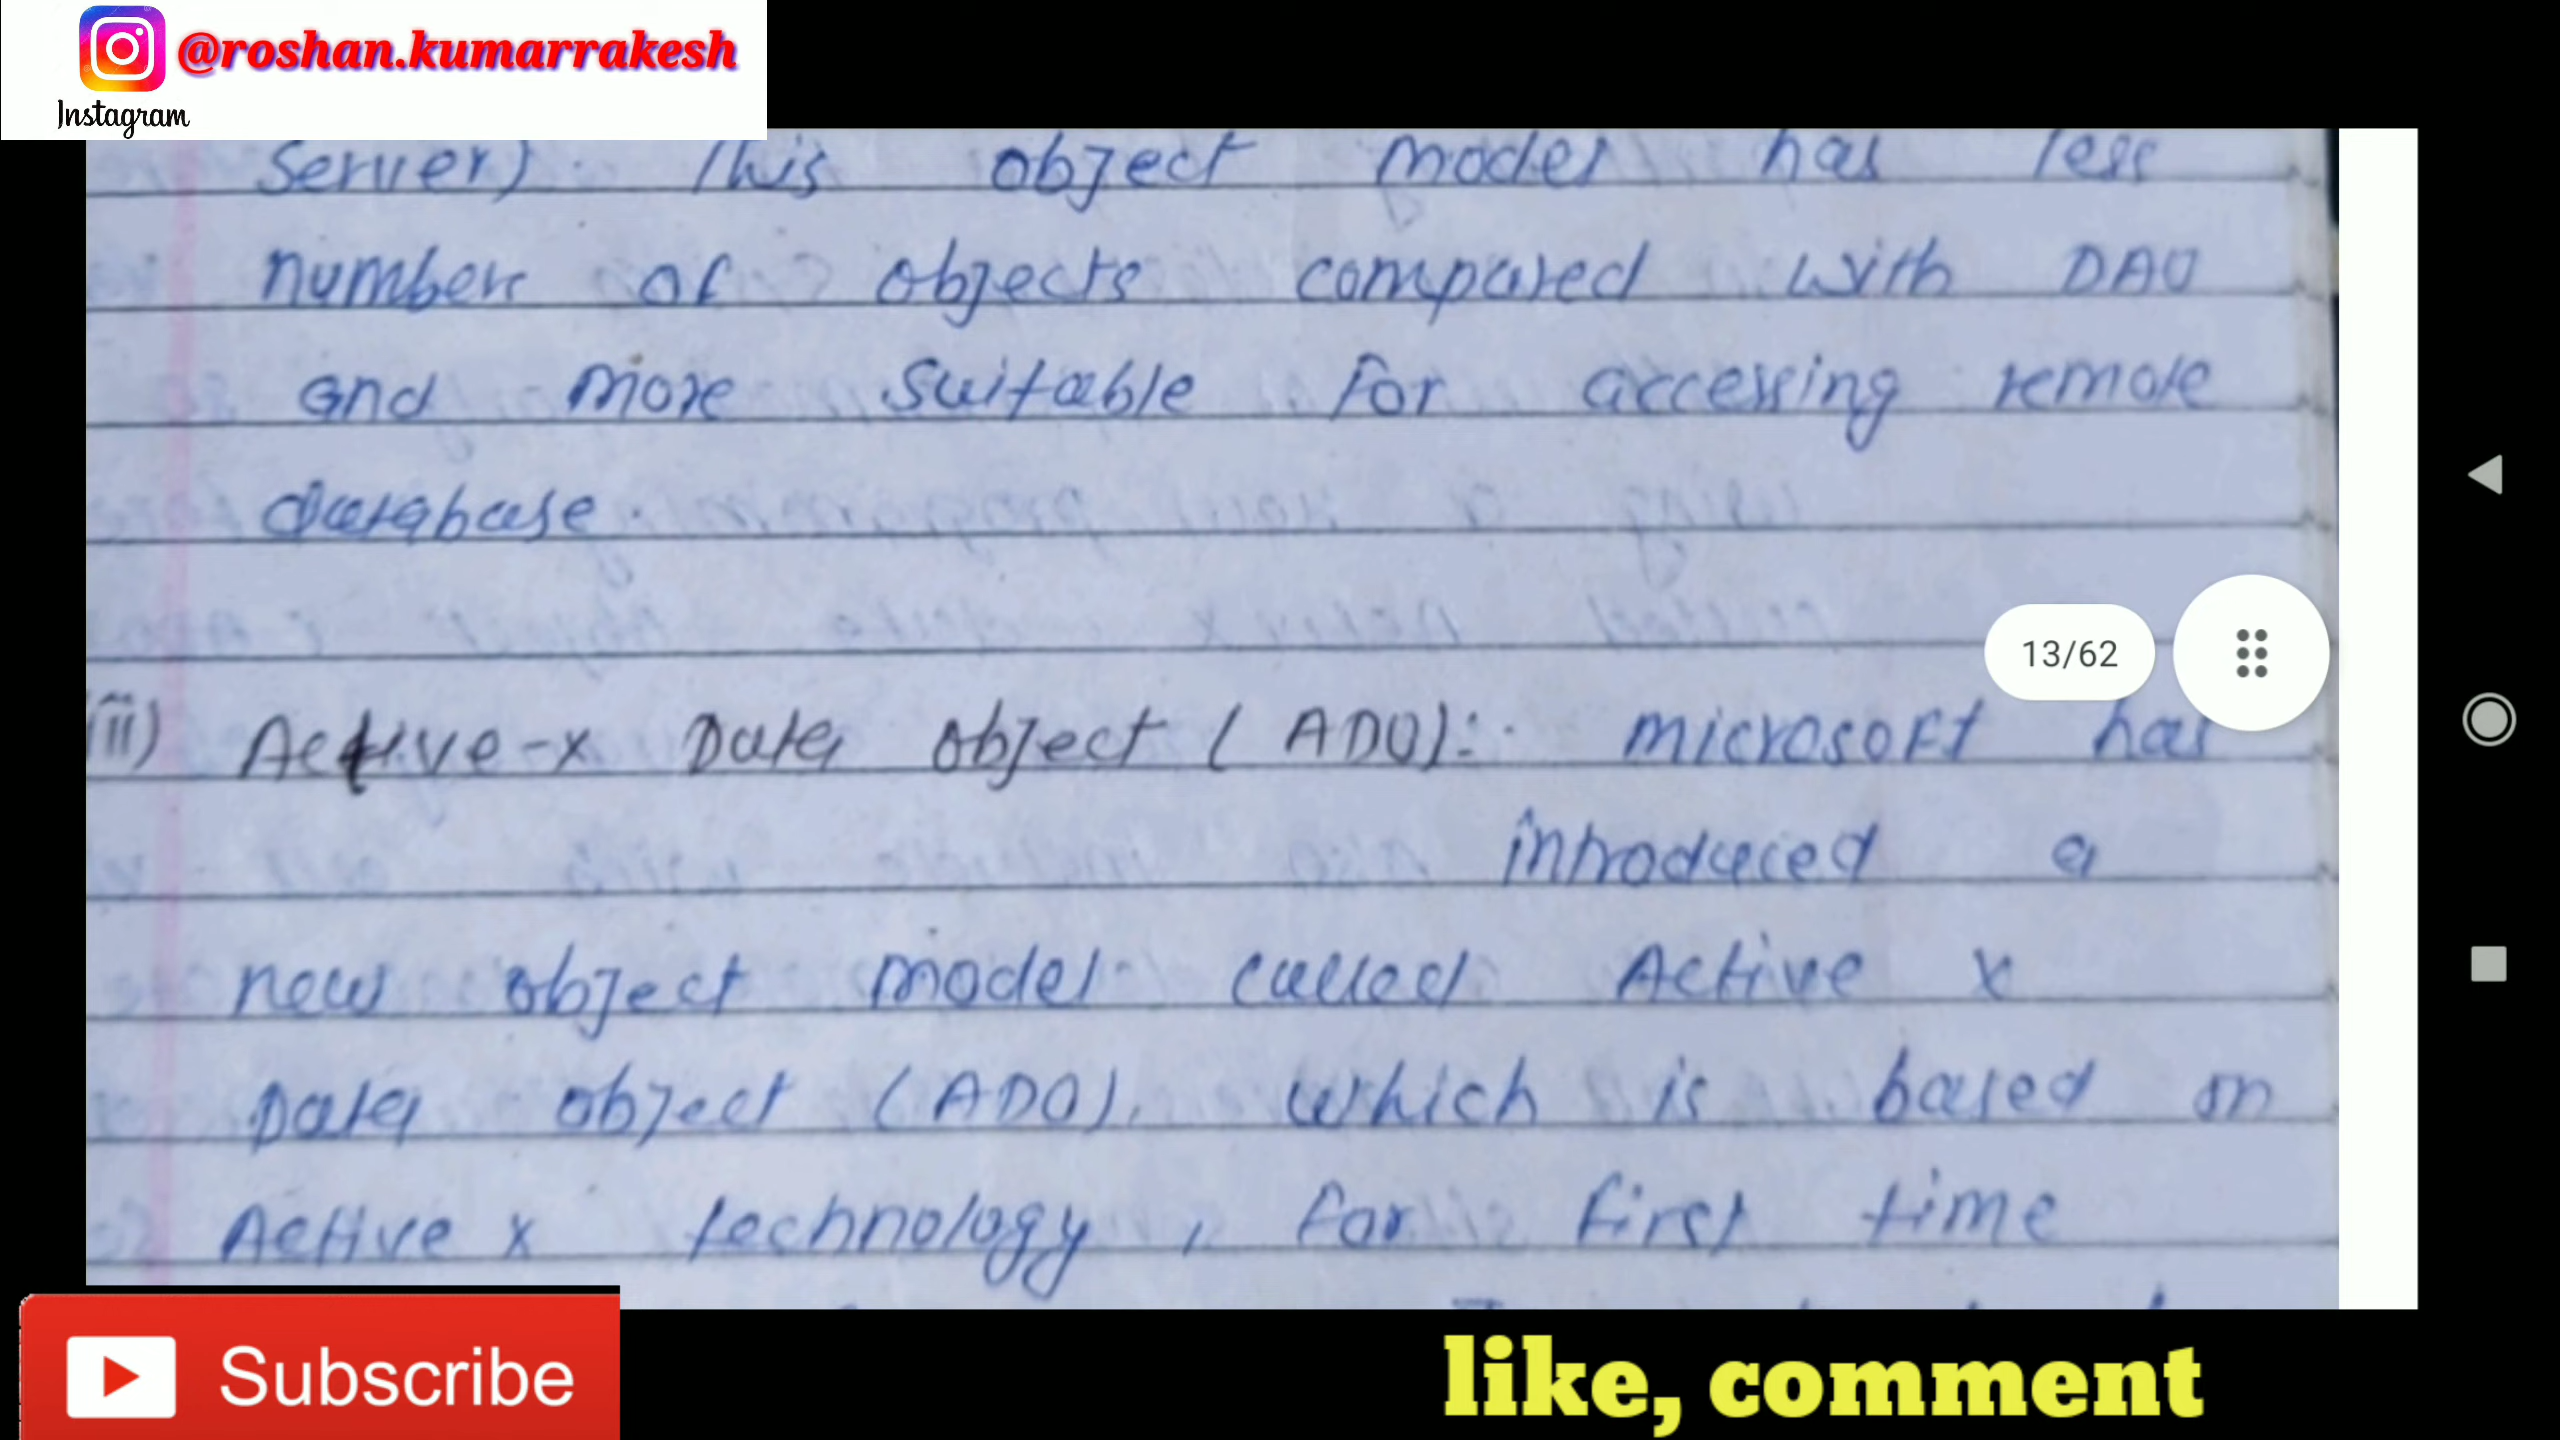 @roshan.kumarrakesh
Instagram
Server). This object model has less
number of objects compared with DAO
and more suitable for accessing remote
database.
13/62
(iii) Active-x Data object (ADO):- microsoft has
introduced a
new object model called Active x
Data object (ADO), which is based on
Active x technology, for first time
Subscribe
like, comment